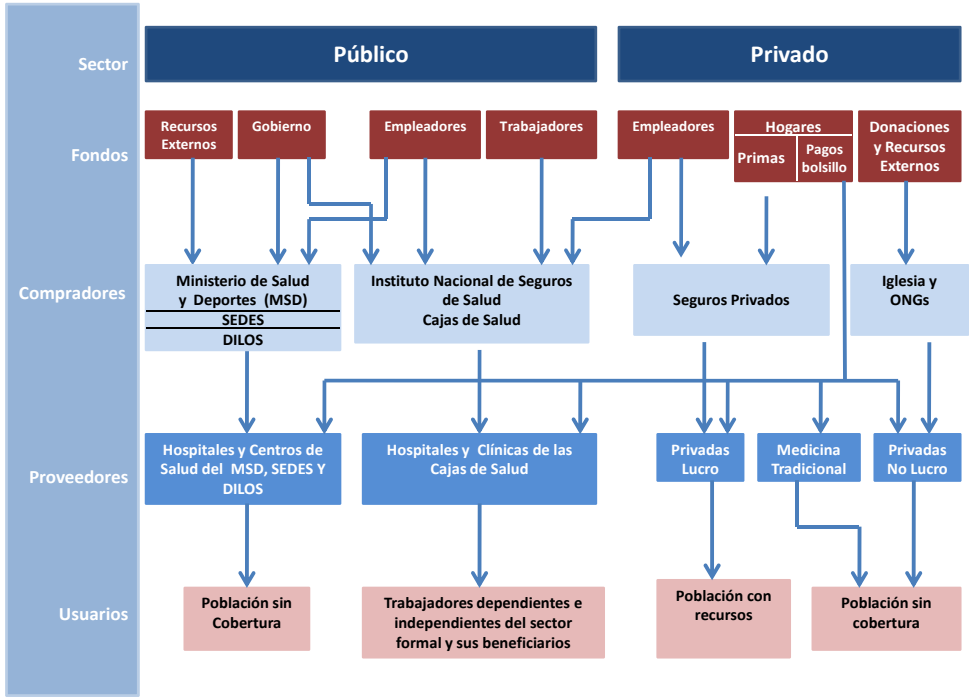 Sector
Público
Privado
Fondos
Recursos
Externos
Gobierno
Empleadores
Trabajadores
Empleadores
Hogares
Primas
Pagos
bolsillo
Donaciones
y Recursos
Externos
Compradores
Ministerio de Salud
y Deportes (MSD)
SEDES
DILOS
Instituto Nacional de Seguros
de Salud
Cajas de Salud
Seguros Privados
Iglesia y
ONGs
Proveedores
Hospitales y Centros de
Salud del MSD, SEDES Y
DILOS
Hospitales y Clínicas de las
Cajas de Salud
Privadas
Lucro
Medicina
Tradicional
Privadas
No Lucro
Usuarios
Población sin
Cobertura
Trabajadores dependientes e
independientes del sector
formal y sus beneficiarios
Población con
recursos
Población sin
cobertura